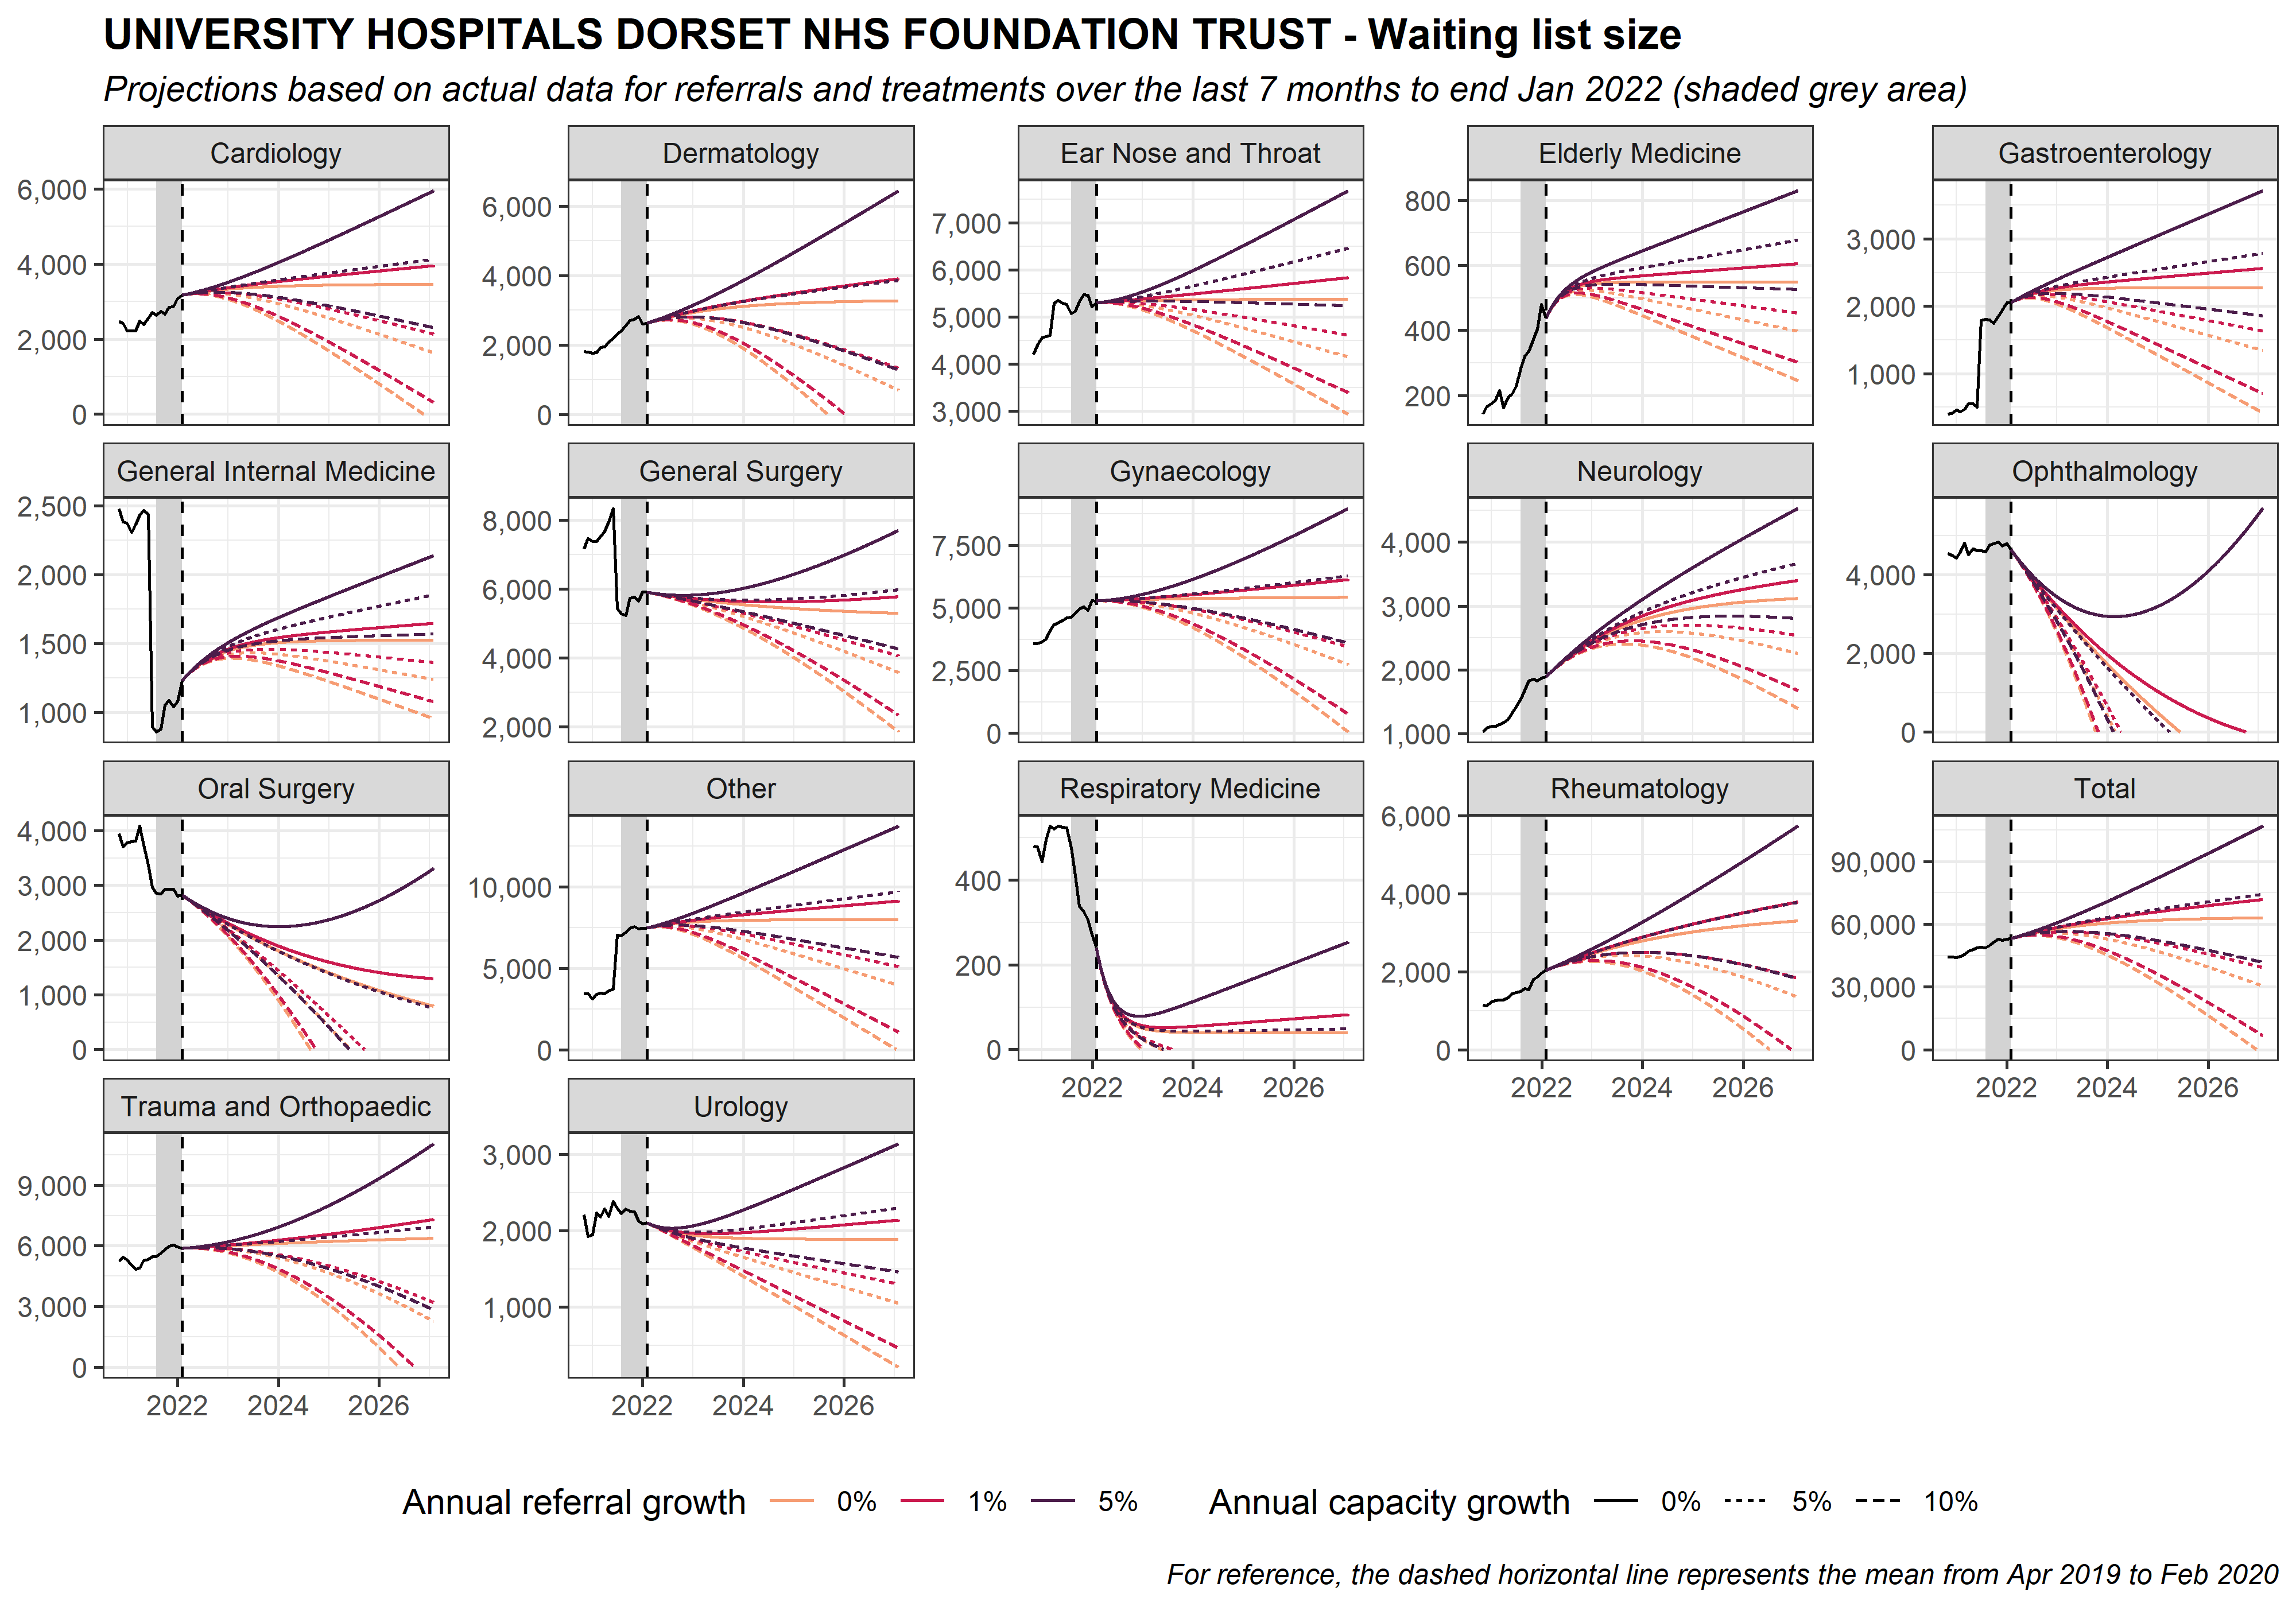 UNIVERSITY HOSPITALS DORSET NHS FOUNDATION TRUST - Waiting list size
Projections based on actual data for referrals and treatments over the last 7 months to end Jan 2022 (shaded grey area)
Cardiology
Dermatology
Ear Nose and Throat
Elderly Medicine
Gastroenterology
6,000
4,000
2,000
0
6,000
4,000
2,000
0
7,000
6,000
5,000
4,000
3,000
800
600
400
200
3,000
2,000
1,000
General Internal Medicine
General Surgery
Gynaecology
Neurology
Ophthalmology
2,500
2,000
1,500
1,000
8,000
6,000
4,000
2,000
7,500
5,000
2,500
0
4,000
3,000
2,000
1,000
4,000
2,000
0
Oral Surgery
Other
Respiratory Medicine
Rheumatology
Total
4,000
3,000
2,000
1,000
0
10,000
5,000
0
400
200
0
6,000
4,000
2,000
0
90,000
60,000
30,000
0
2022 2024 2026
2022 2024 2026
2022 2024 2026
Trauma and Orthopaedic
Urology
9,000
6,000
3,000
0
3,000
2,000
1,000
2022 2024 2026
2022 2024 2026
Annual referral growth 0% 1% 5% Annual capacity growth 0% 5% 10%
For reference, the dashed horizontal line represents the mean from Apr 2019 to Feb 2020